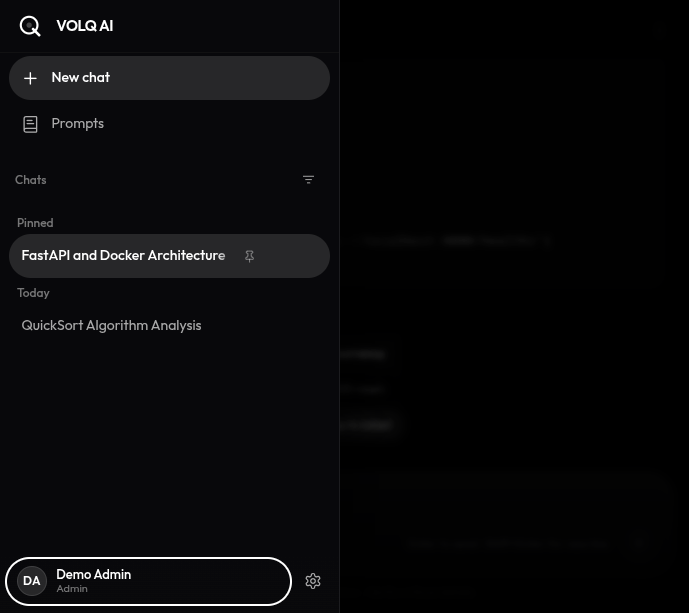 VOLQ AI
New chat
Prompts
Chats
Pinned
FastAPI and Docker Architecture
Today
QuickSort Algorithm Analysis
DA
Demo Admin
Admin